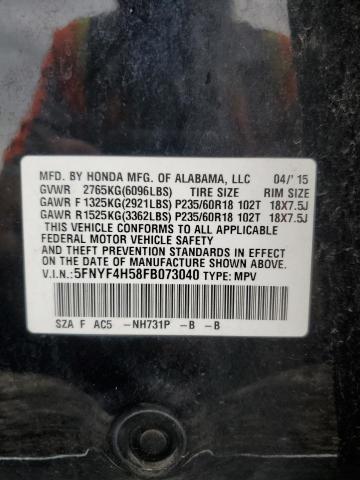 MFD. BY HONDA MFG. OF ALABAMA, LLC 04/'15
GVWR 2765KG(6096LBS) TIRE SIZE RIM SIZE
GAWR F 1325KG(2921LBS) P235/60R18 102T 18X7.5J
GAWR R 1525KG(3362LBS) P235/60R18 102T 18X7.5J
THIS VEHICLE CONFORMS TO ALL APPLICABLE
FEDERAL MOTOR VEHICLE SAFETY
AND THEFT PREVENTION STANDARDS IN EFFECT ON THE
DATE OF MANUFACTURE SHOWN ABOVE.
V.I.N.:5FNYF4H58FB073040 TYPE: MPV
SZA F AC5 -NH731P -B -B